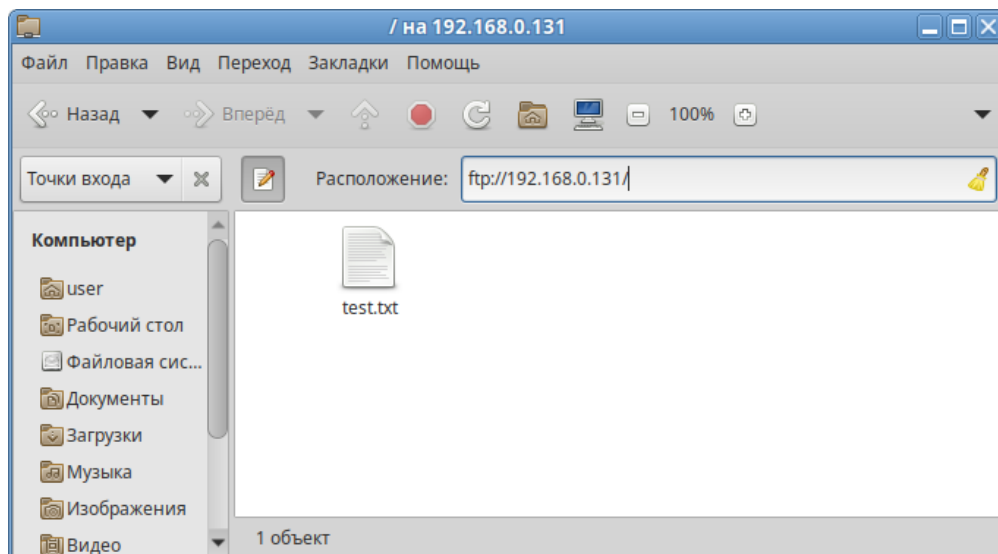 / на 192.168.0.131
Файл Правка Вид Переход Закладки Помощь
Назад Вперёд 100%
Точки входа Расположение: ftp://192.168.0.131/
Компьютер
user
Рабочий стол
Файловая сис...
Документы
Загрузки
Музыка
Изображения
Видео
test.txt
1 объект